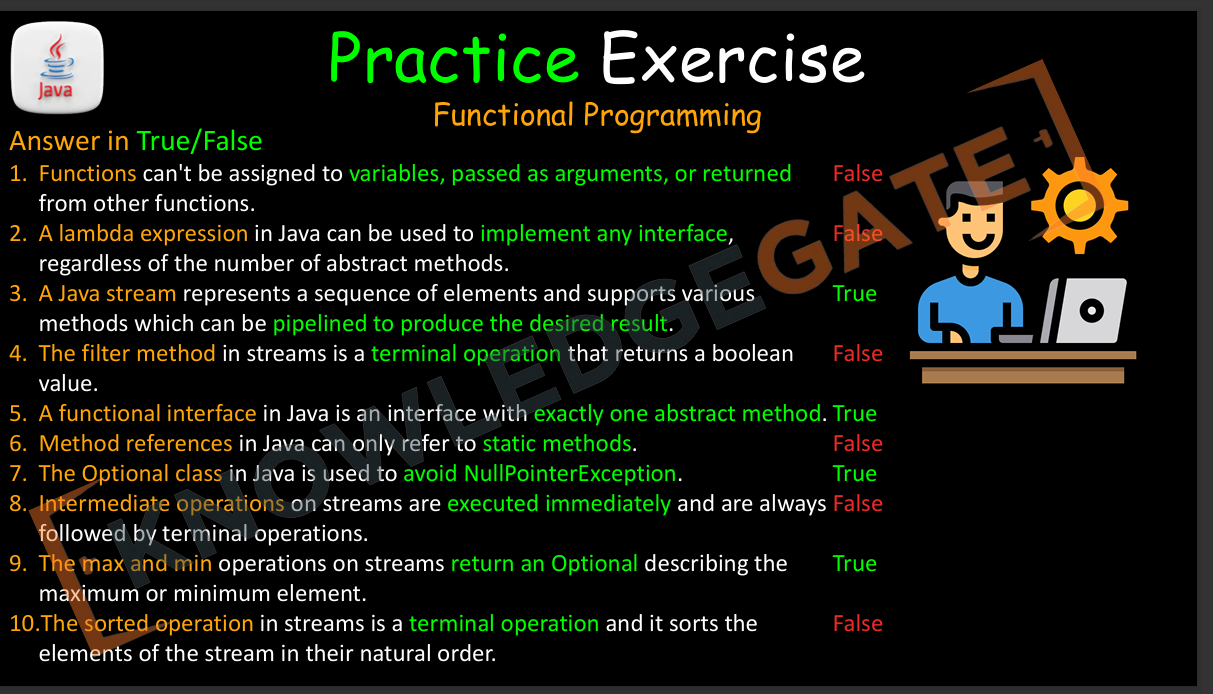 Java
Practice Exercise
Functional Programming
Answer in True/False
1. Functions can't be assigned to variables, passed as arguments, or returned False
from other functions.
2. A lambda expression in Java can be used to implement any interface, False
regardless of the number of abstract methods.
3. A Java stream represents a sequence of elements and supports various True
methods which can be pipelined to produce the desired result.
4. The filter method in streams is a terminal operation that returns a boolean False
value.
5. A functional interface in Java is an interface with exactly one abstract method. True
6. Method references in Java can only refer to static methods. False
7. The Optional class in Java is used to avoid NullPointerException. True
8. Intermediate operations on streams are executed immediately and are always False
followed by terminal operations.
9. The max and min operations on streams return an Optional describing the True
maximum or minimum element.
10.The sorted operation in streams is a terminal operation and it sorts the False
elements of the stream in their natural order.
KNOWLEDGEGATE